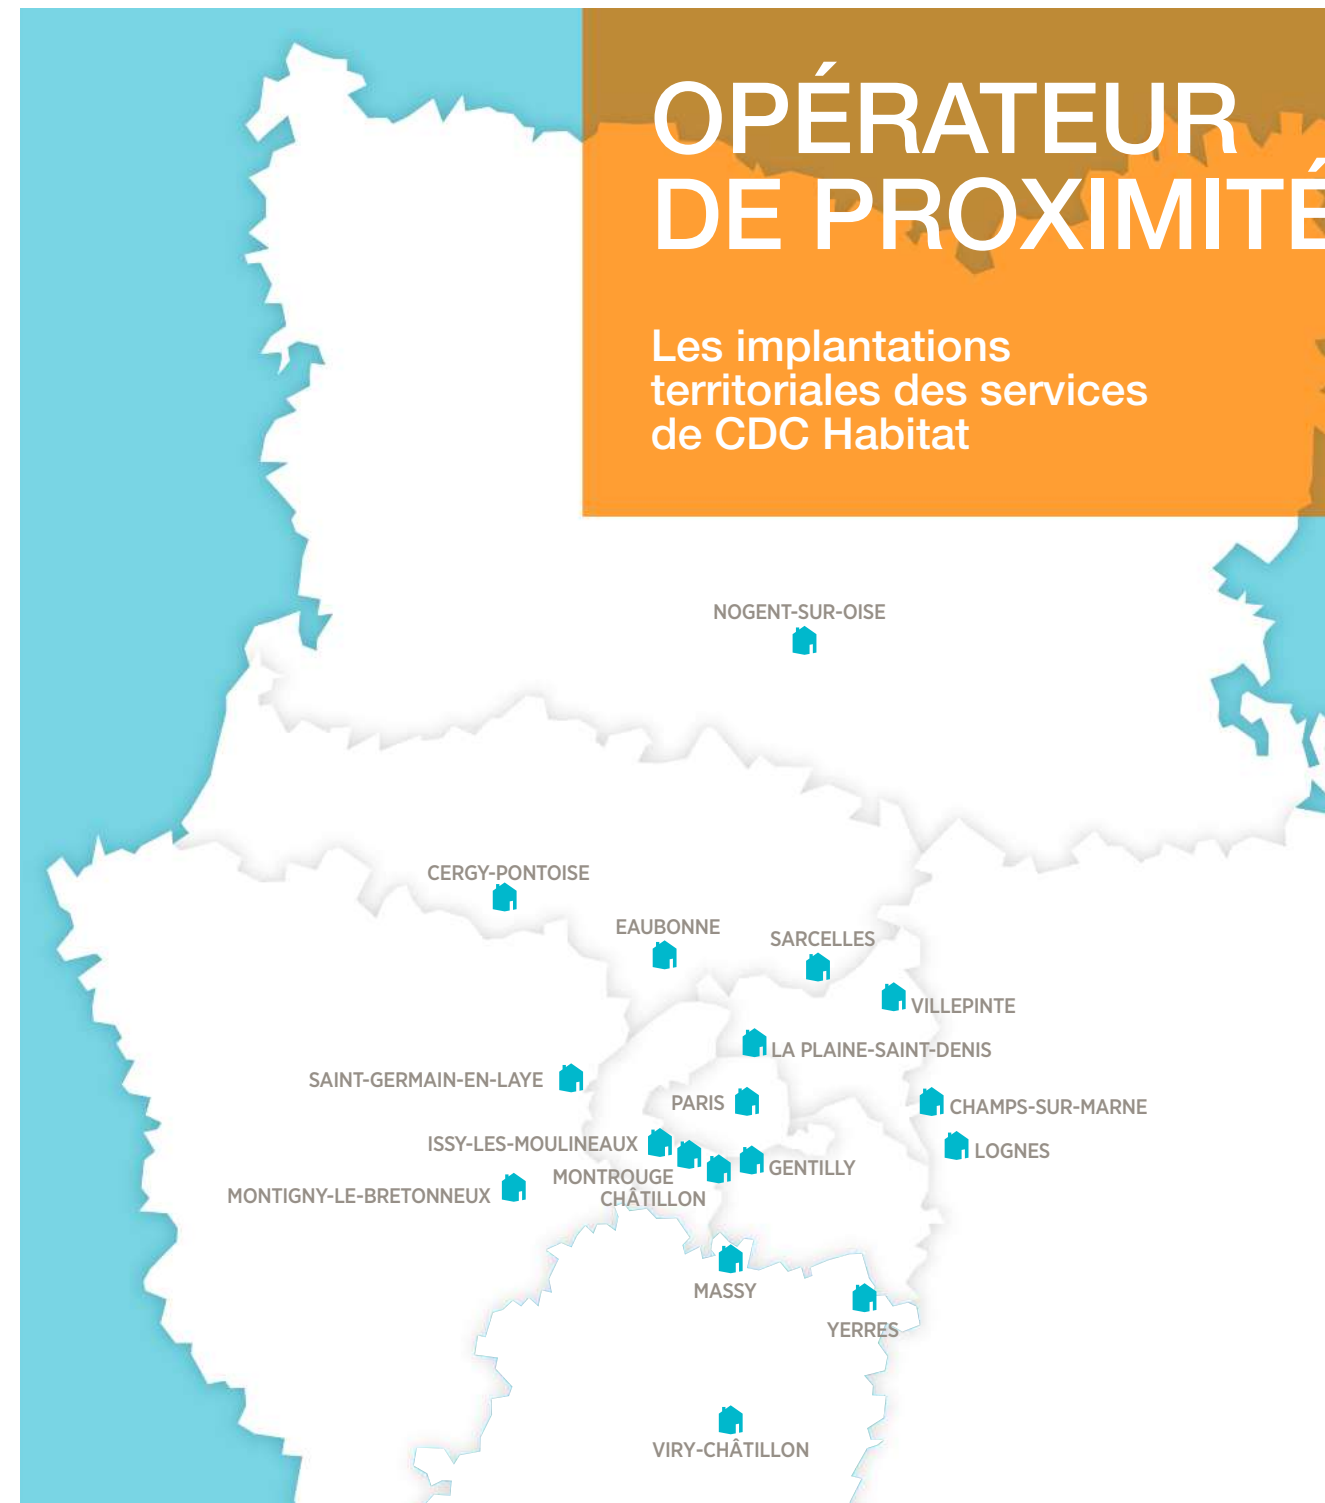 OPÉRATEUR
DE PROXIMITÉ
Les implantations
territoriales des services
de CDC Habitat
NOGENT-SUR-OISE
CERGY-PONTOISE
EAUBONNE
SARCELLES
VILLEPINTE
LA PLAINE-SAINT-DENIS
SAINT-GERMAIN-EN-LAYE
PARIS
CHAMPS-SUR-MARNE
ISSY-LES-MOULINEAUX
LOGNES
GENTILLY
MONTROUGE
MONTIGNY-LE-BRETONNEUX
CHÂTILLON
MASSY
YERRES
VIRY-CHÂTILLON